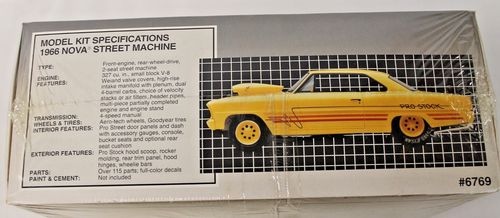 MODEL KIT SPECIFICATIONS
1966 NOVA® STREET MACHINE
TYPE: Front-engine, rear-wheel-drive,
2-seat street machine
ENGINE: 327 cu. in., small block V-8
FEATURES: Weiand valve covers, high-rise
intake manifold with plenum, dual
4-barrel carbs, choice of velocity
stacks or air filters, header pipes,
multi-piece partially completed
engine and engine stand
TRANSMISSION: 4-speed manual
WHEELS & TIRES: Aero-tech wheels, Goodyear tires
INTERIOR FEATURES: Pro Street door panels and dash
with accessory gauges, console,
bucket seats and optional rear
seat cushion
EXTERIOR FEATURES: Pro Stock hood scoop, rocker
molding, rear trim panel, hood
hinges, wheelie bars
PARTS: Over 115 parts; full-color decals
PAINT & CEMENT: Not included
PRO STOCK
#6769